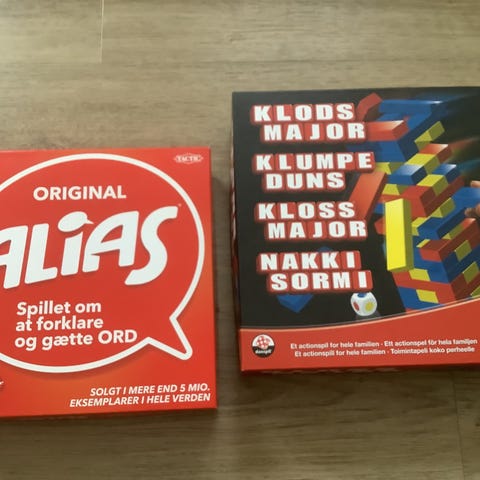 TACTIC
ORIGINAL
ALIAS
Spillet om
at forklare
og gætte ORD
SOLGT I MERE END 5 MIO.
EKSEMPLARER I HELE VERDEN
KLODS
MAJOR
KLUMPE
DUNS
KLOSS
MAJOR
NAKKI
SORMI
danspil
Et actionspil for hele familien · Ett actionspel för hela familjen
Et actionspill for hele familien · Toimintapeli koko perheelle